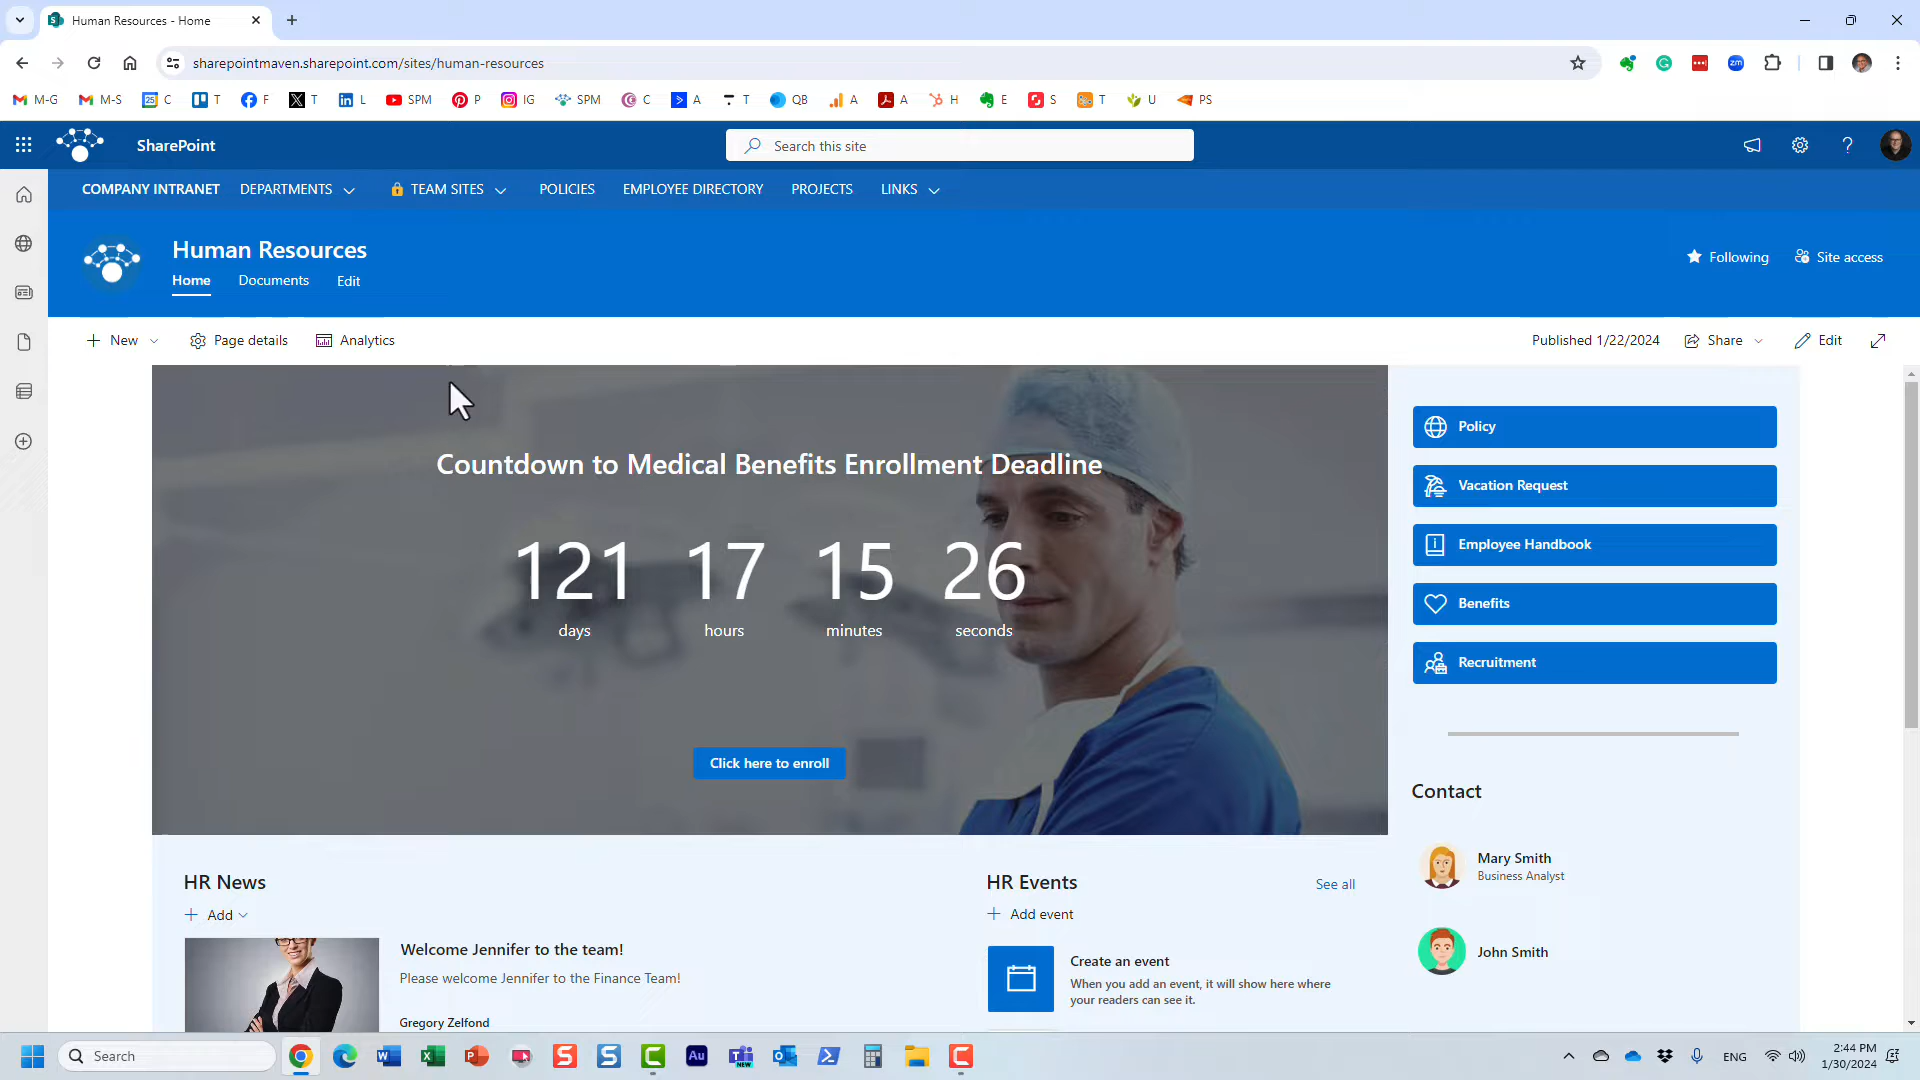 Human Resources - Home
sharepointmaven.sharepoint.com/sites/human-resources
M-G M-S C T F T L SPM P IG SPM C A T QB A A H E S T U PS
SharePoint
Search this site
COMPANY INTRANET DEPARTMENTS TEAM SITES POLICIES EMPLOYEE DIRECTORY PROJECTS LINKS
Human Resources
Home Documents Edit
Following Site access
New Page details Analytics
Published 1/22/2024 Share Edit
Countdown to Medical Benefits Enrollment Deadline
121 17 15 26
days hours minutes seconds
Click here to enroll
Policy
Vacation Request
Employee Handbook
Benefits
Recruitment
Contact
Mary Smith
Business Analyst
John Smith
HR News
Add
Welcome Jennifer to the team!
Please welcome Jennifer to the Finance Team!
Gregory Zelfond
HR Events
See all
Add event
Create an event
When you add an event, it will show here where
your readers can see it.
Search
ENG
2:44 PM
1/30/2024